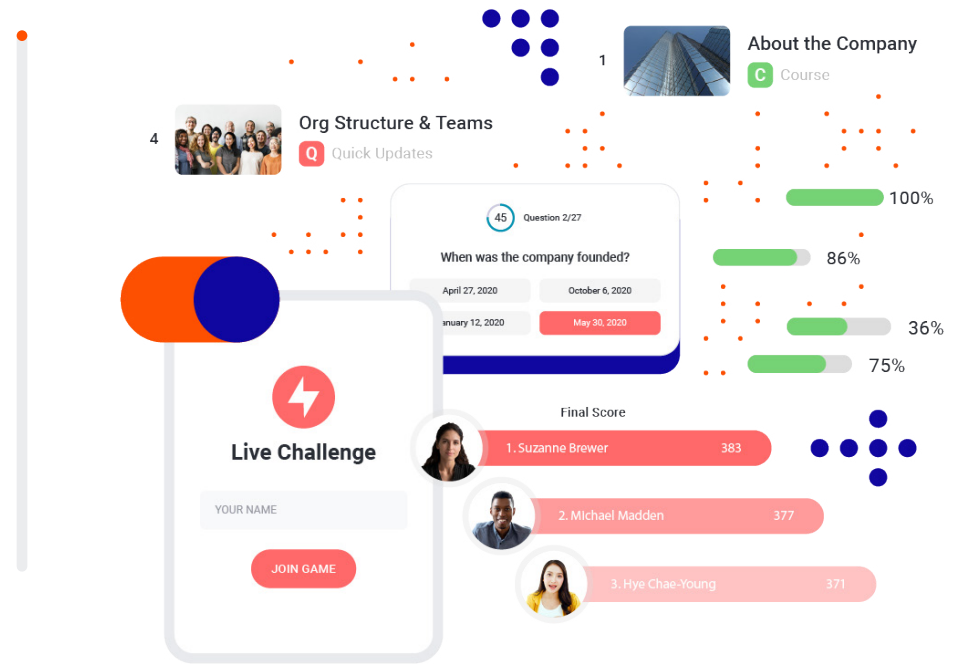 1
About the Company
C
Course
4
Org Structure & Teams
Q
Quick Updates
100%
45
Question 2/27
When was the company founded?
86%
April 27, 2020
October 6, 2020
anuary 12, 2020
May 30, 2020
36%
75%
Final Score
Live Challenge
1. Suzanne Brewer
383
YOUR NAME
2. Michael Madden
377
JOIN GAME
3. Hye Chae-Young
371